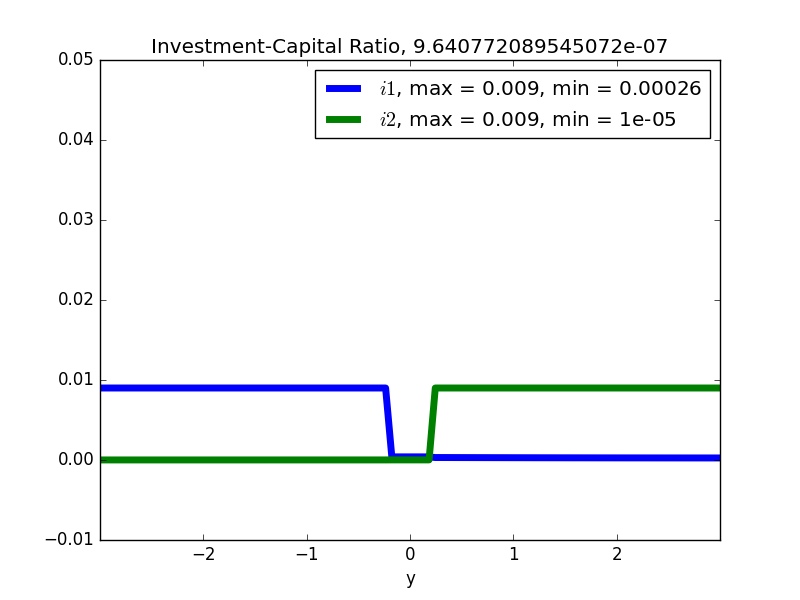 Investment-Capital Ratio, 9.640772089545072e-07
i1, max = 0.009, min = 0.00026
i2, max = 0.009, min = 1e-05
0.05
0.04
0.03
0.02
0.01
0.00
−0.01
−2 −1 0 1 2
y